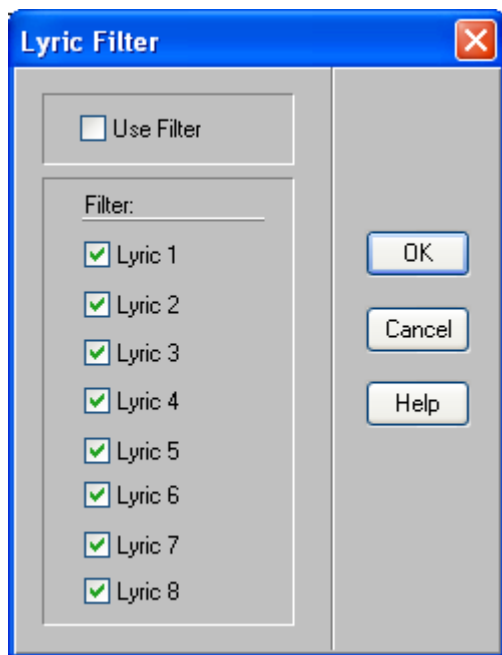 Lyric Filter
Use Filter
Filter:
Lyric 1
Lyric 2
Lyric 3
Lyric 4
Lyric 5
Lyric 6
Lyric 7
Lyric 8
OK
Cancel
Help